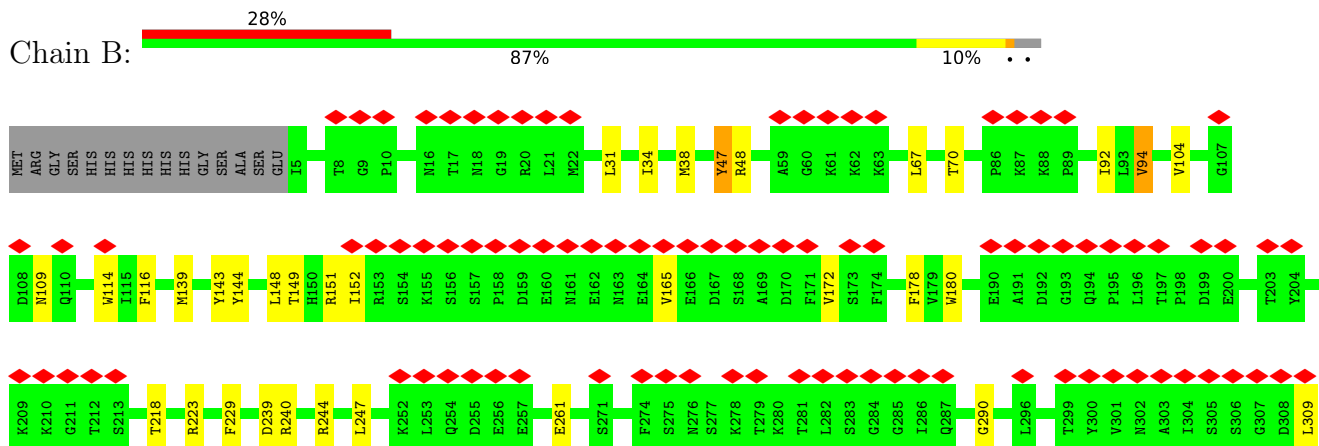 28%
Chain B:
87% 10% • •
MET ARG GLY SER HIS HIS HIS HIS HIS HIS GLY SER ALA SER GLU I5 T8 G9 P10 N16 T17 N18 G19 R20 L21 M22 L31 I34 M38 Y47 R48 A59 G60 K61 K62 K63 L67 T70 P86 K87 K88 P89 I92 L93 V94 V104 G107
D108 N109 Q110 W114 I115 F116 M139 Y143 Y144 L148 T149 H150 R151 I152 R153 S154 K155 S156 S157 P158 D159 E160 N161 E162 N163 E164 V165 E166 D167 S168 A169 D170 F171 V172 S173 F174 F178 V179 W180 E190 A191 D192 G193 Q194 P195 L196 T197 P198 D199 E200 T203 Y204
K209 K210 G211 T212 S213 T218 R223 F229 D239 R240 R244 L247 K252 L253 Q254 D255 E256 E257 E261 S271 F274 S275 N276 S277 K278 T279 K280 T281 L282 S283 G284 G285 I286 Q287 G290 L296 T299 Y300 V301 N302 A303 I304 S305 S306 G307 D308 L309